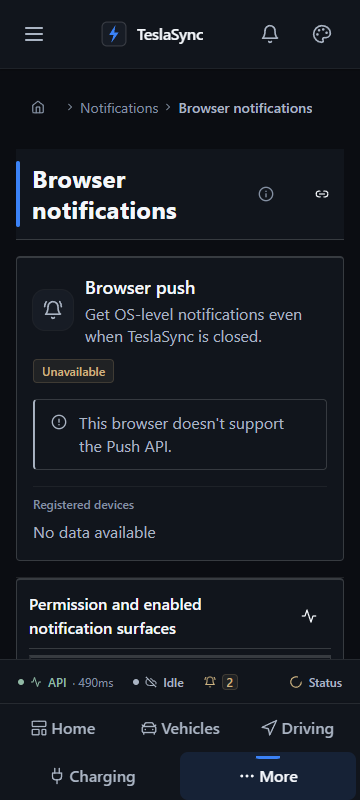 TeslaSync
Notifications
Browser notifications
Browser
notifications
Browser push
Get OS-level notifications even
when TeslaSync is closed.
Unavailable
This browser doesn't support
the Push API.
Registered devices
No data available
Permission and enabled
notification surfaces
API · 490ms
Idle
2
Status
Home
Vehicles
Driving
Charging
More